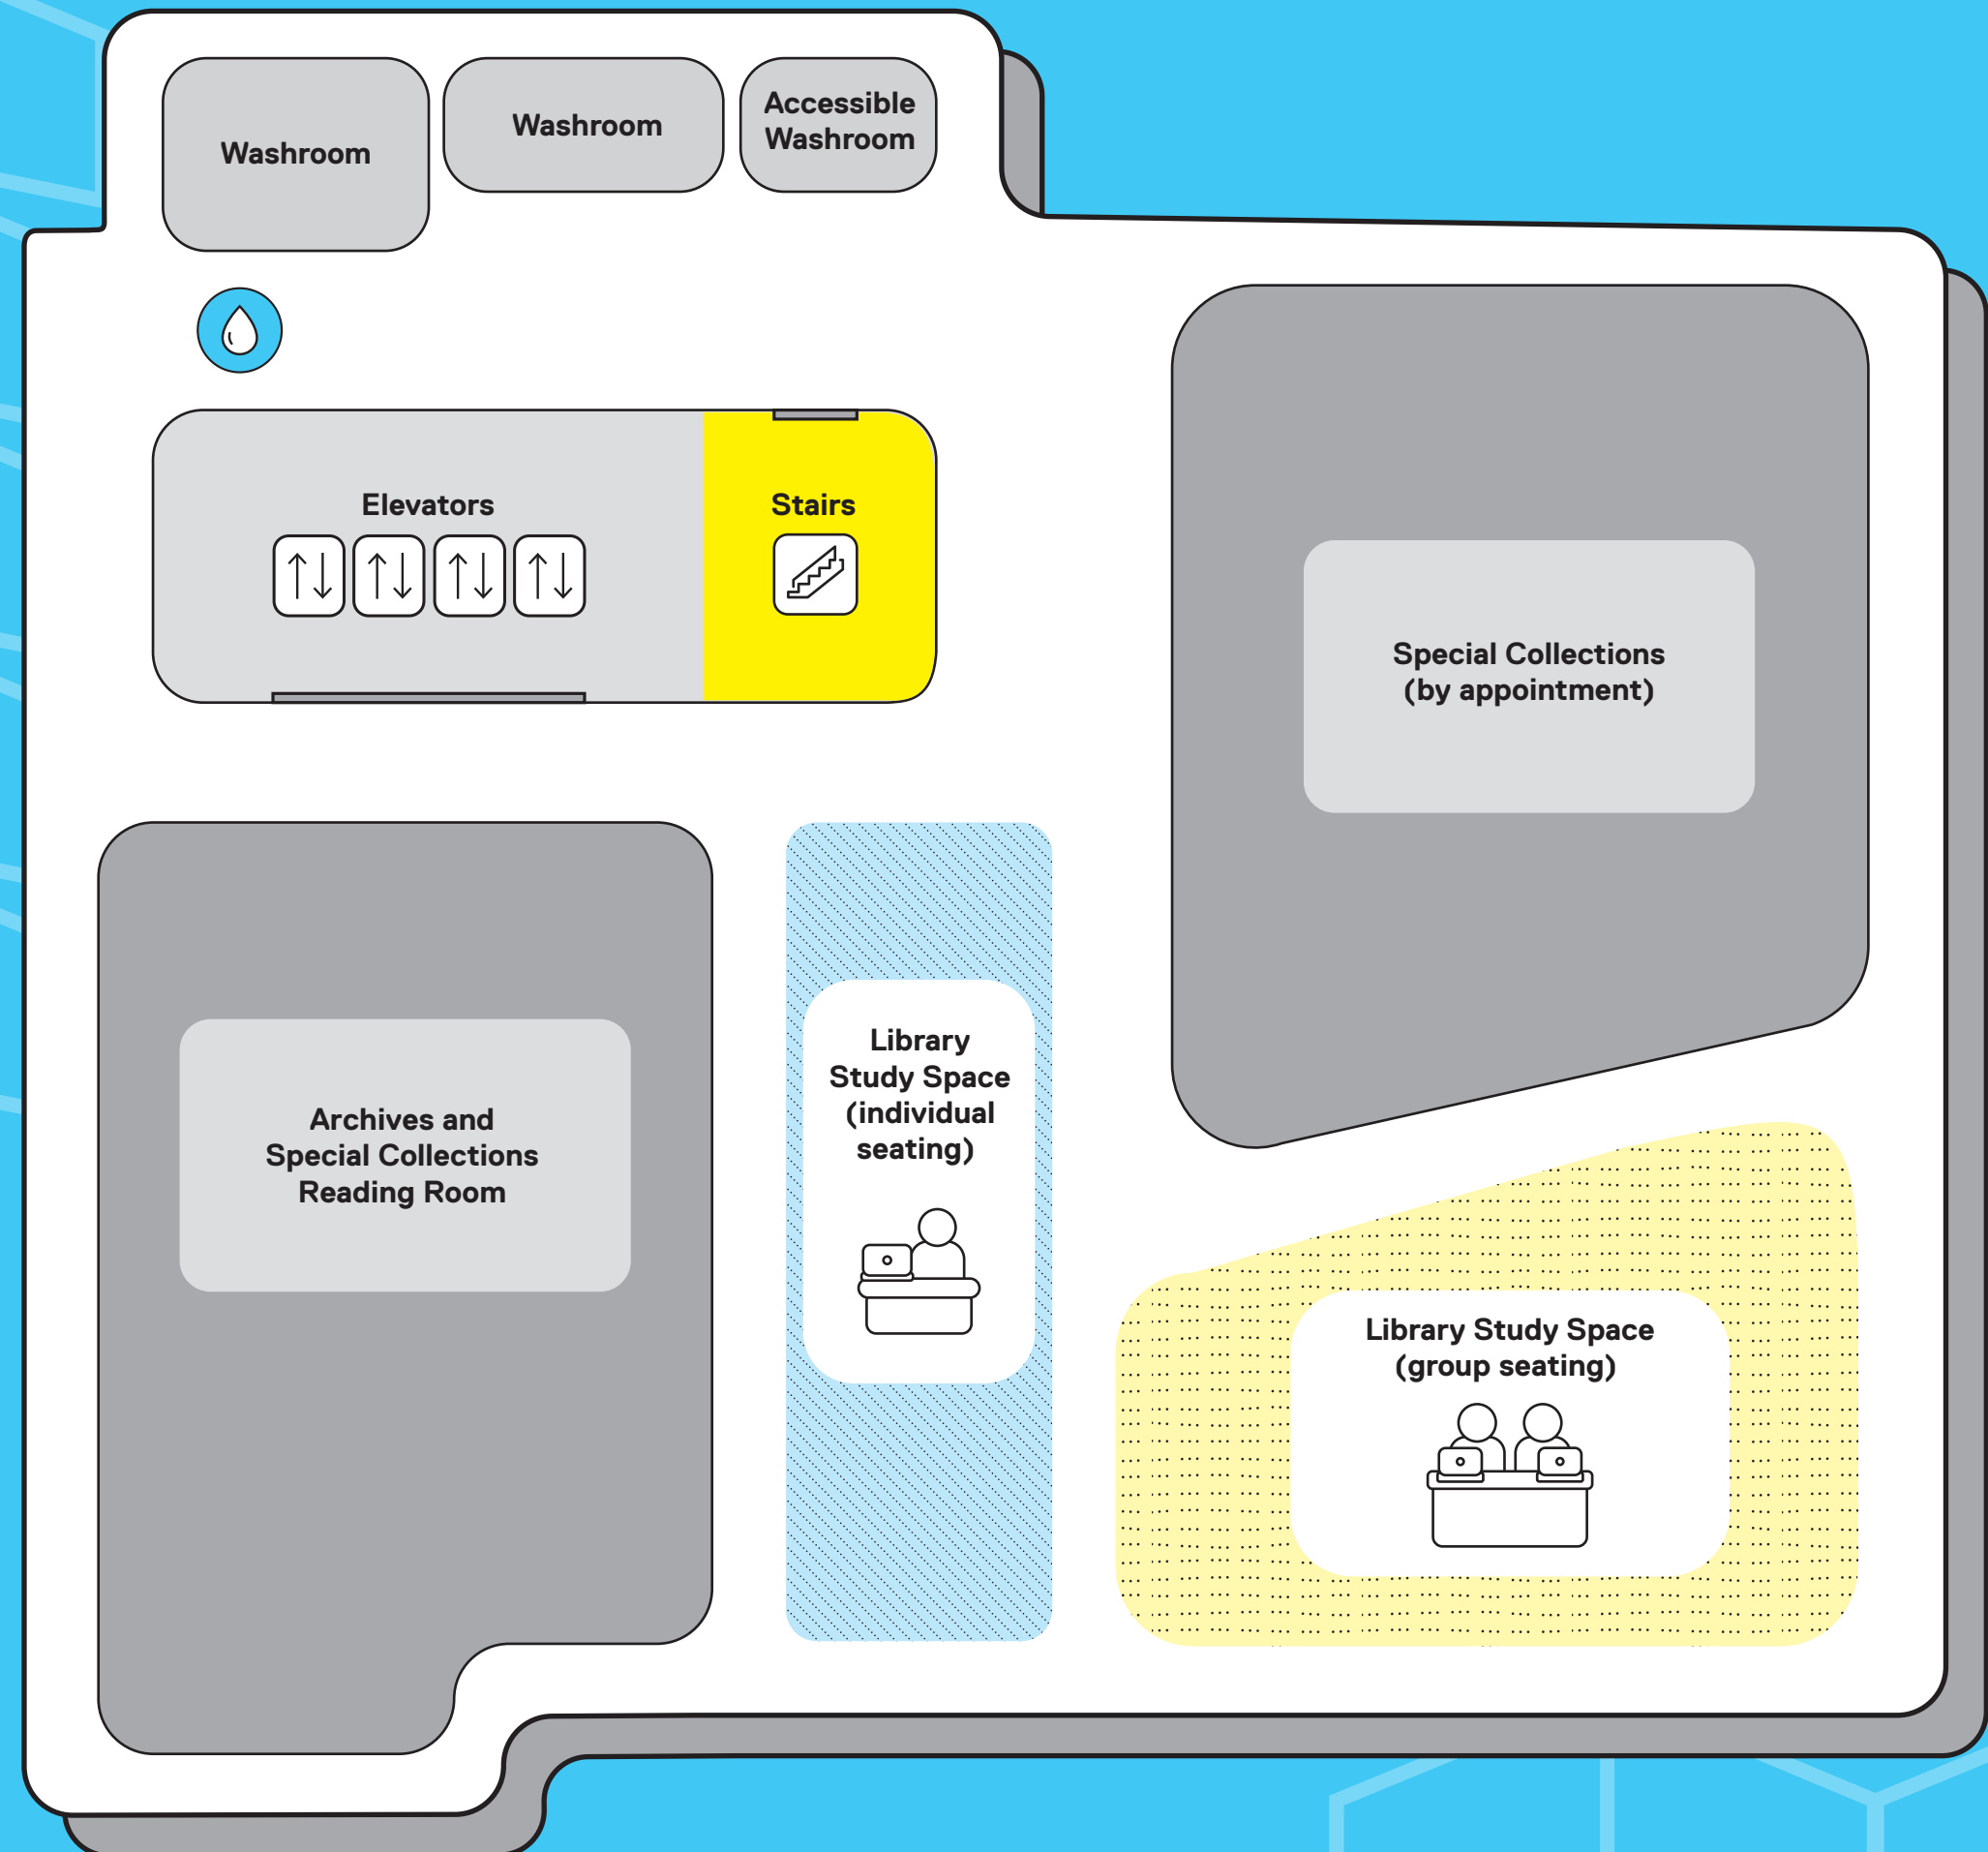 Washroom
Washroom
Accessible
Washroom
Elevators
Stairs
Special Collections
(by appointment)
Archives and
Special Collections
Reading Room
Library
Study Space
(individual
seating)
Library Study Space
(group seating)